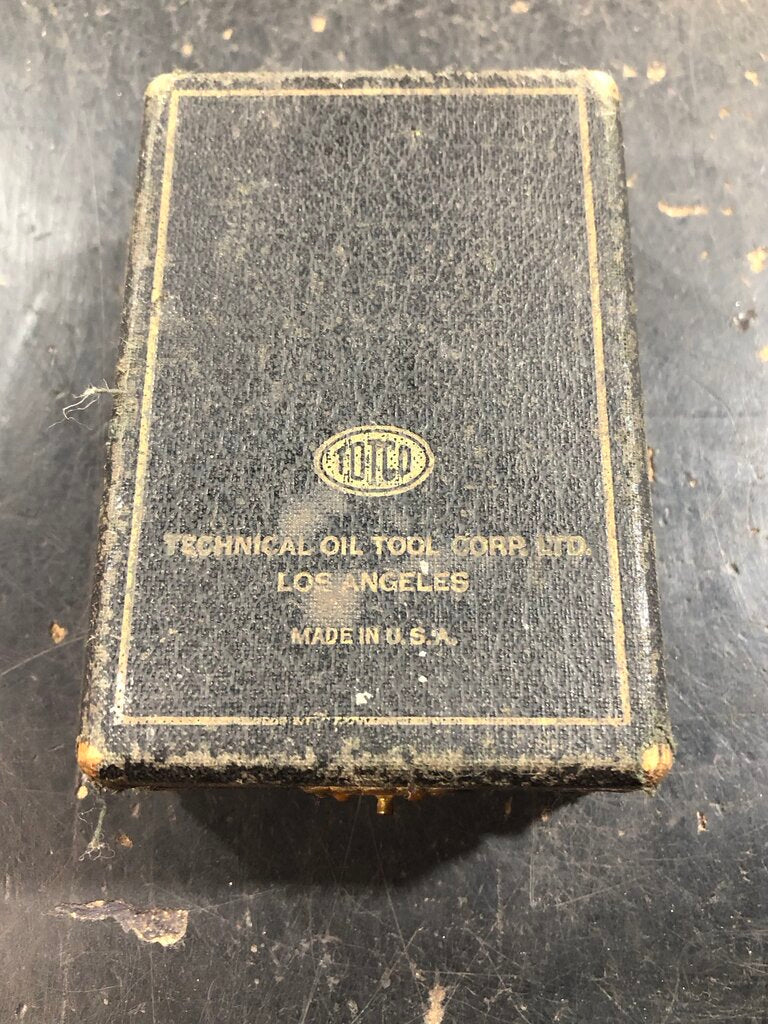 TOTCO
TECHNICAL OIL TOOL CORP. LTD.
LOS ANGELES
MADE IN U.S.A.